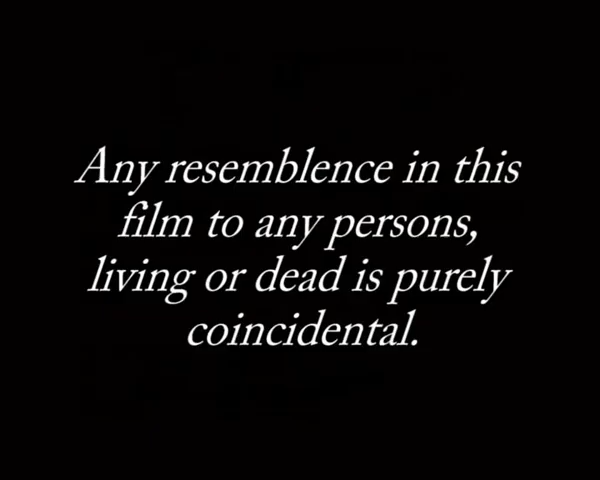 Any resemblence in this
film to any persons,
living or dead is purely
coincidental.